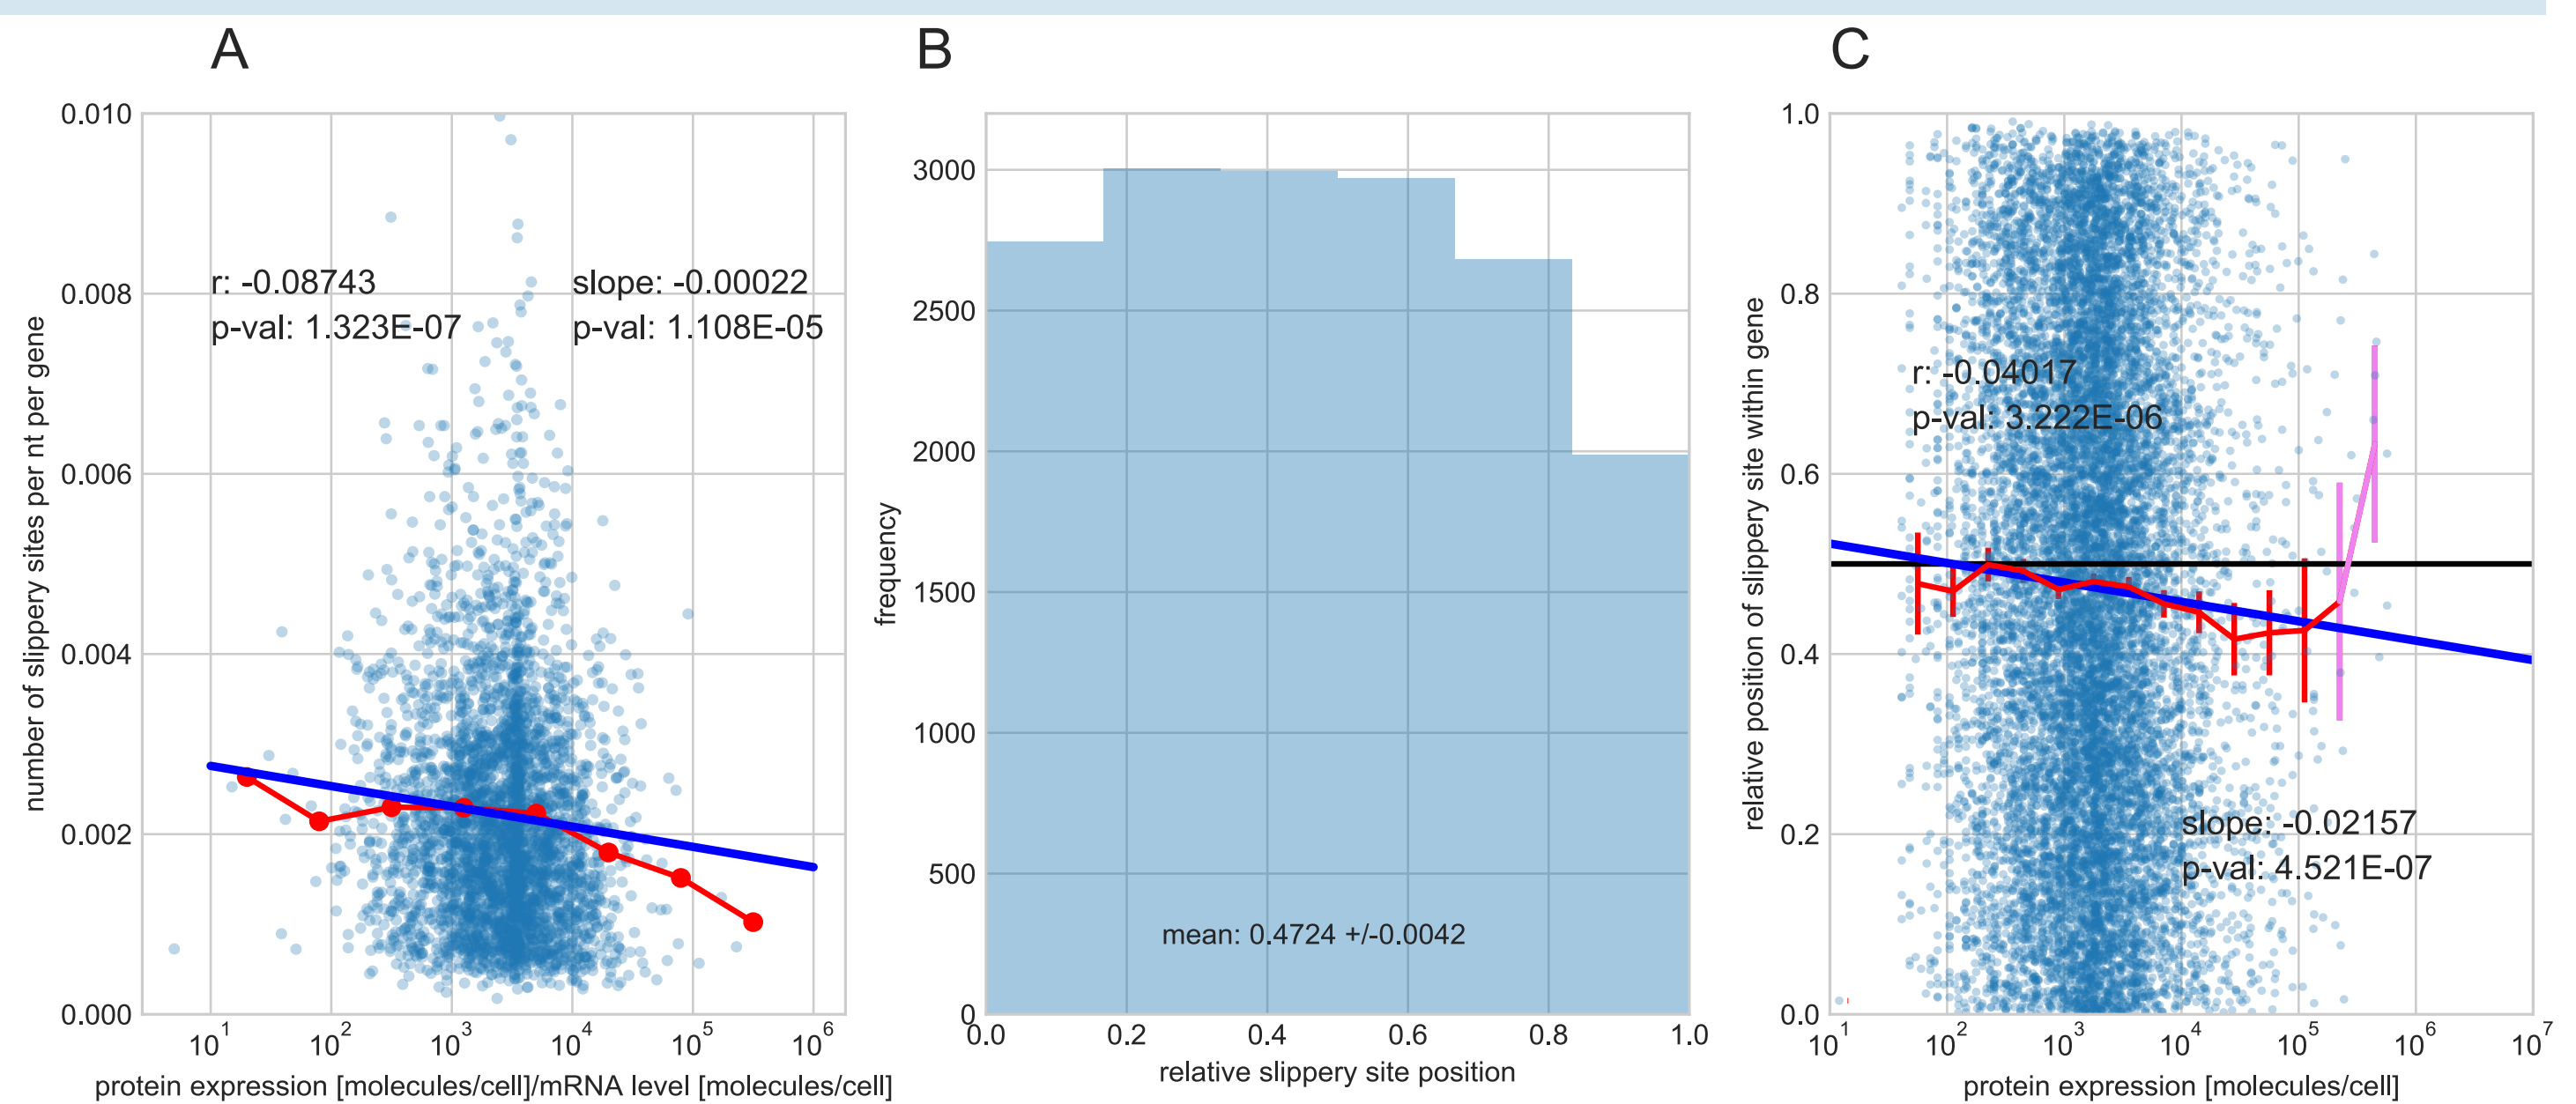 A
B
C
number of slippery sites per nt per gene
0.010
0.008
0.006
0.004
0.002
0.000
r: -0.08743
p-val: 1.323E-07
slope: -0.00022
p-val: 1.108E-05
10^1 10^2 10^3 10^4 10^5 10^6
protein expression [molecules/cell]/mRNA level [molecules/cell]
frequency
3000
2500
2000
1500
1000
500
0
mean: 0.4724 +/-0.0042
0.0 0.2 0.4 0.6 0.8 1.0
relative slippery site position
relative position of slippery site within gene
1.0
0.8
0.6
0.4
0.2
0.0
r: -0.04017
p-val: 3.222E-06
slope: -0.02157
p-val: 4.521E-07
10^1 10^2 10^3 10^4 10^5 10^6 10^7
protein expression [molecules/cell]